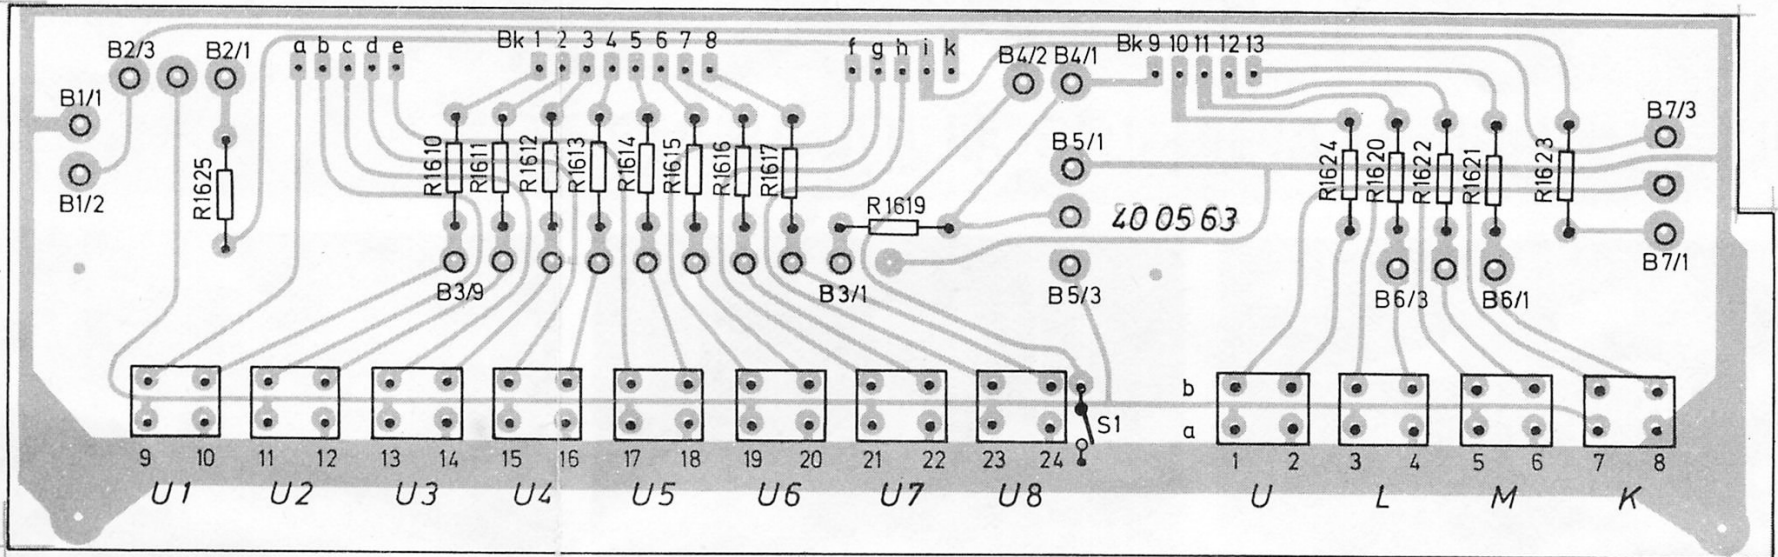 B2/3 B2/1 a b c d e Bk 1 2 3 4 5 6 7 8 f g h i k B4/2 B4/1 Bk 9 10 11 12 13
B1/1 B7/3
B5/1
R1625 R1610 R1611 R1612 R1613 R1614 R1615 R1616 R1617 R1624 R1620 R1622 R1621 R1623
B1/2 R1619 40 05 63
B3/9 B3/1 B5/3 B6/3 B6/1 B7/1
b
S1 a
9 10 11 12 13 14 15 16 17 18 19 20 21 22 23 24 1 2 3 4 5 6 7 8
U1 U2 U3 U4 U5 U6 U7 U8 U L M K